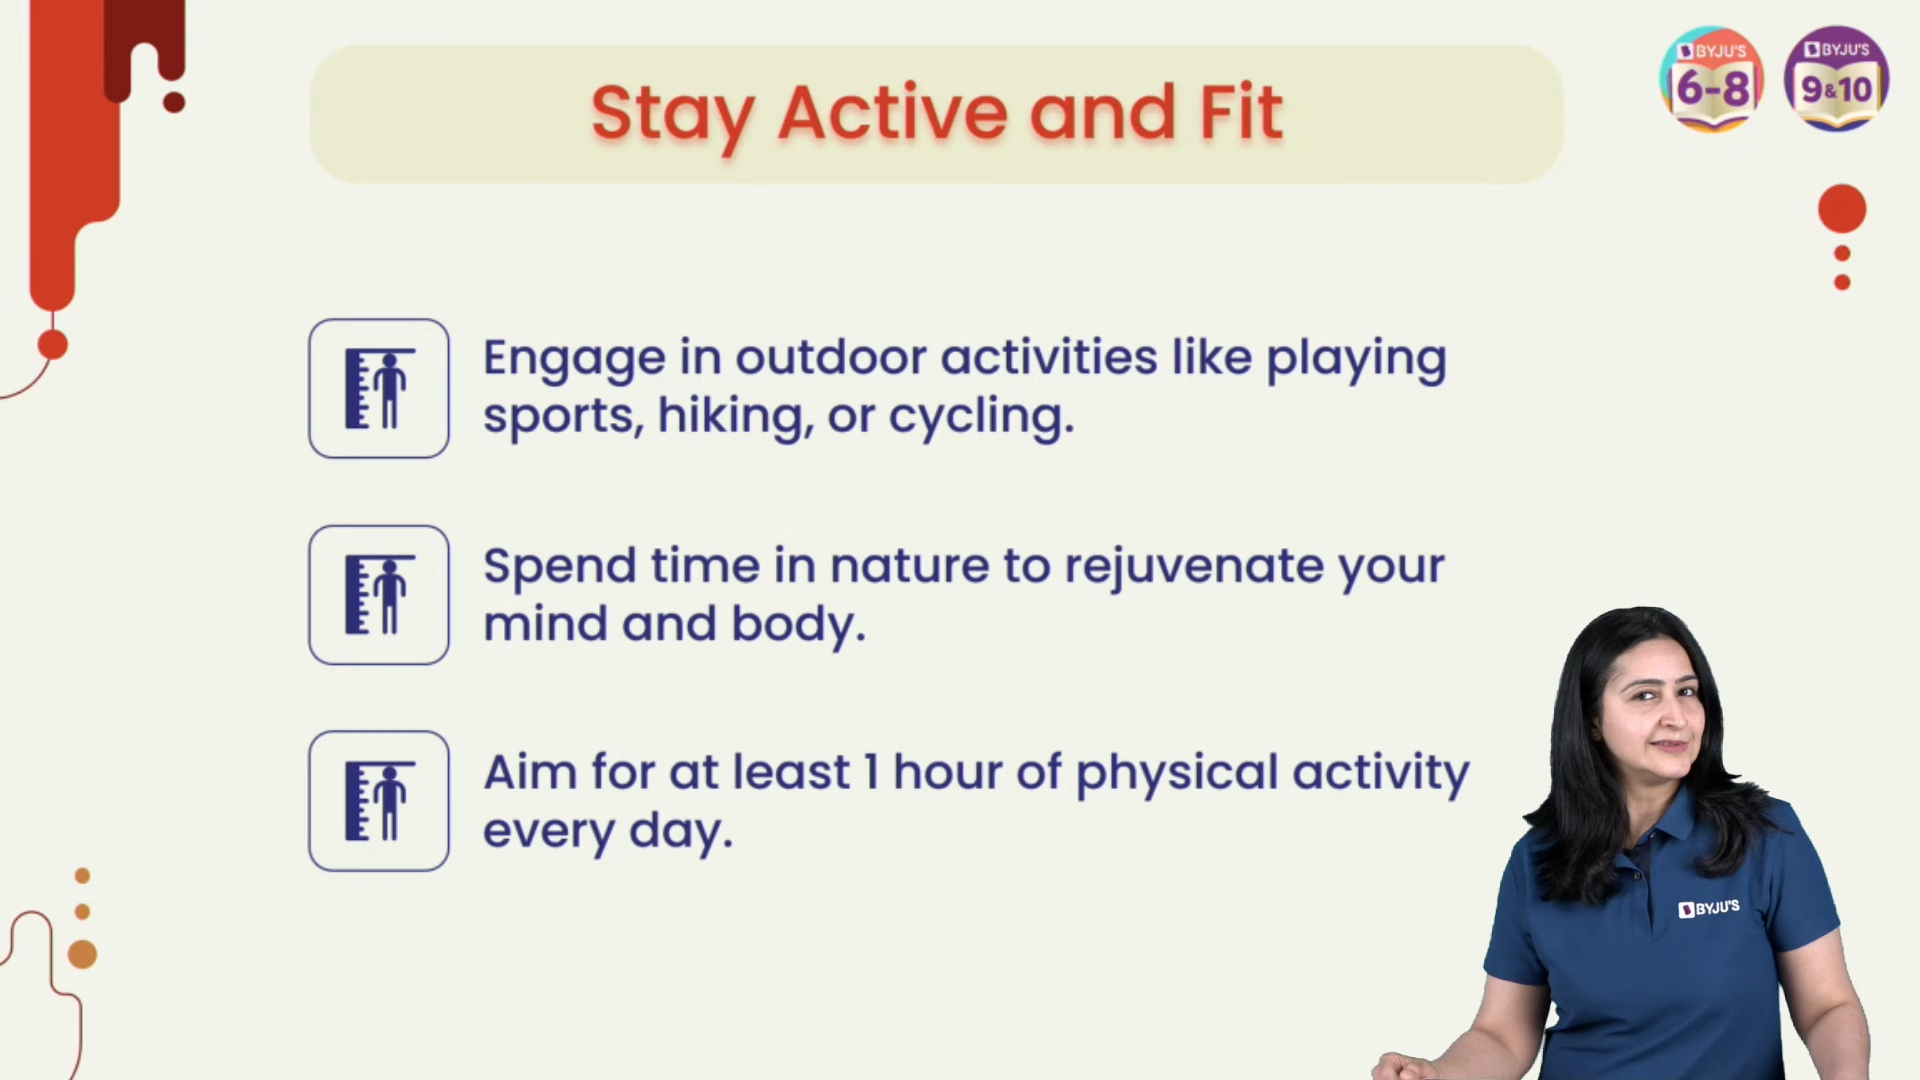 Stay Active and Fit
BYJU'S
6-8
BYJU'S
9&10
Engage in outdoor activities like playing
sports, hiking, or cycling.
Spend time in nature to rejuvenate your
mind and body.
Aim for at least 1 hour of physical activity
every day.
BYJU'S